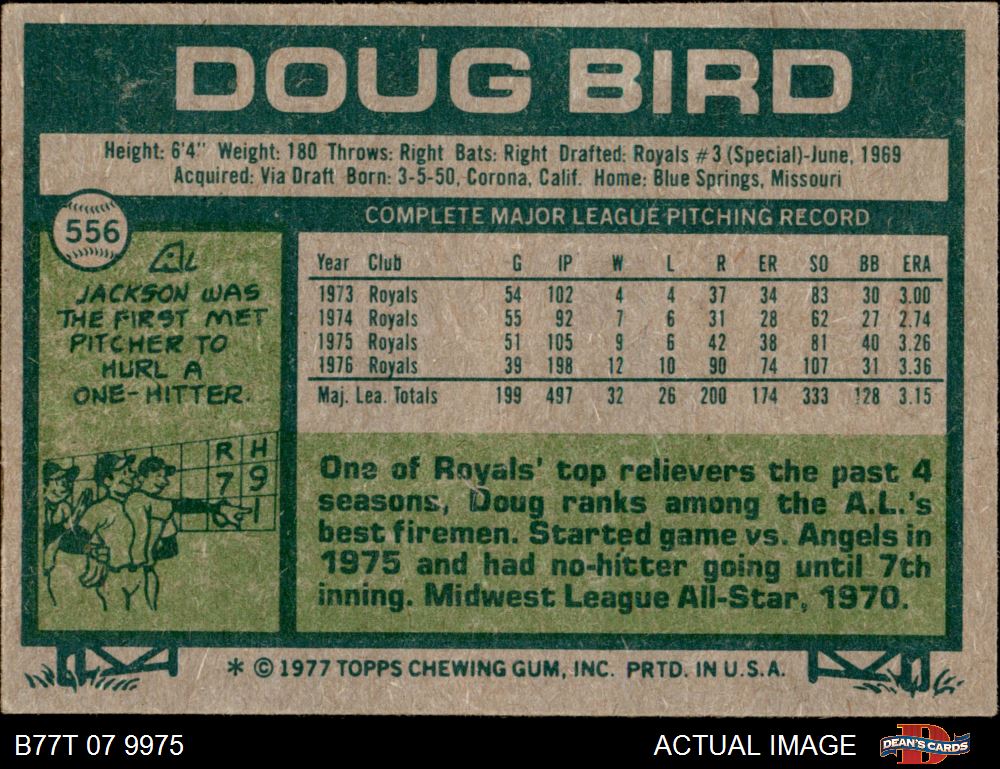 DOUG BIRD
Height: 6'4" Weight: 180 Throws: Right Bats: Right Drafted: Royals #3 (Special)-June, 1969
Acquired: Via Draft Born: 3-5-50, Corona, Calif. Home: Blue Springs, Missouri
556
AL
JACKSON WAS
THE FIRST MET
PITCHER TO
HURL A
ONE-HITTER.
R H
7 9
0 1
COMPLETE MAJOR LEAGUE PITCHING RECORD
Year Club G IP W L R ER SO BB ERA
1973 Royals 54 102 4 4 37 34 83 30 3.00
1974 Royals 55 92 7 6 31 28 62 27 2.74
1975 Royals 51 105 9 6 42 38 81 40 3.26
1976 Royals 39 198 12 10 90 74 107 31 3.36
Maj. Lea. Totals 199 497 32 26 200 174 333 128 3.15
One of Royals' top relievers the past 4
seasons, Doug ranks among the A.L.'s
best firemen. Started game vs. Angels in
1975 and had no-hitter going until 7th
inning. Midwest League All-Star, 1970.
* © 1977 TOPPS CHEWING GUM, INC. PRTD. IN U.S.A.
B77T 07 9975
ACTUAL IMAGE
DEAN'S CARDS